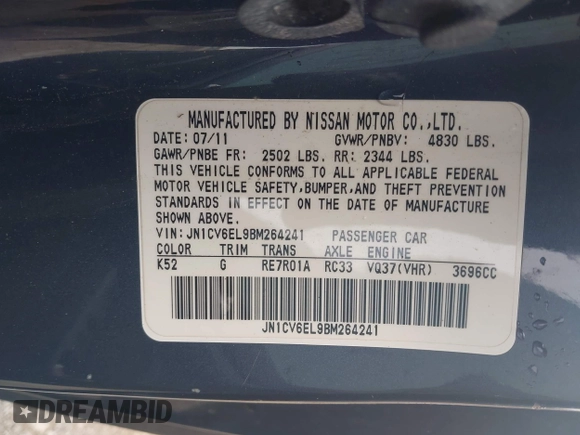 MANUFACTURED BY NISSAN MOTOR CO.,LTD.
DATE: 07/11 GVWR/PNBV: 4830 LBS.
GAWR/PNBE FR: 2502 LBS. RR: 2344 LBS.
THIS VEHICLE CONFORMS TO ALL APPLICABLE FEDERAL
MOTOR VEHICLE SAFETY,BUMPER,AND THEFT PREVENTION
STANDARDS IN EFFECT ON THE DATE OF MANUFACTURE
SHOWN ABOVE.
VIN: JN1CV6EL9BM264241 PASSENGER CAR
COLOR TRIM TRANS AXLE ENGINE
K52 G RE7R01A RC33 VQ37(VHR) 3696CC
JN1CV6EL9BM264241
DREAMBID